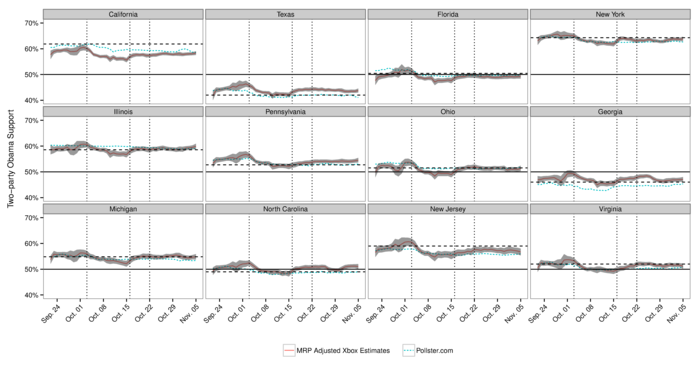 California Texas Florida New York
70%
60%
50%
40%
Illinois Pennsylvania Ohio Georgia
70%
60%
50%
40%
Two−party Obama Support
Michigan North Carolina New Jersey Virginia
70%
60%
50%
40%
Sep. 24 Oct. 01 Oct. 08 Oct. 15 Oct. 22 Oct. 29 Nov. 05 Sep. 24 Oct. 01 Oct. 08 Oct. 15 Oct. 22 Oct. 29 Nov. 05 Sep. 24 Oct. 01 Oct. 08 Oct. 15 Oct. 22 Oct. 29 Nov. 05 Sep. 24 Oct. 01 Oct. 08 Oct. 15 Oct. 22 Oct. 29 Nov. 05
MRP Adjusted Xbox Estimates Pollster.com